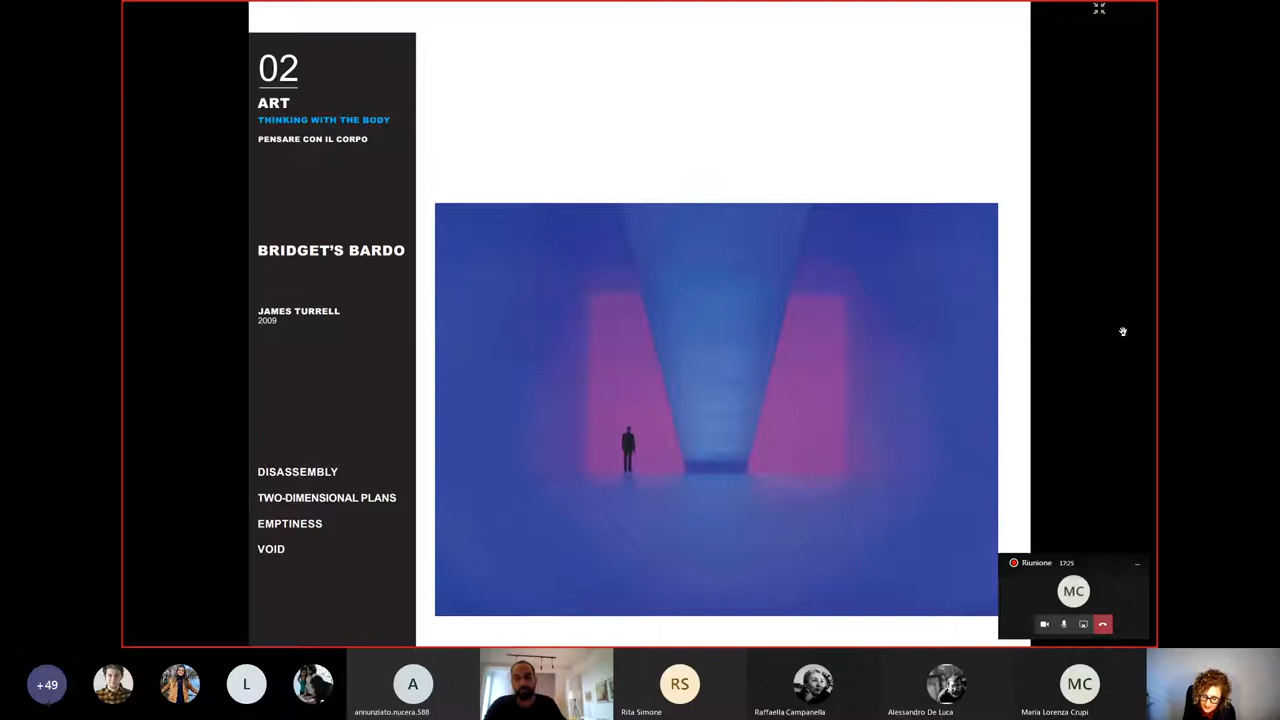 02
ART
THINKING WITH THE BODY
PENSARE CON IL CORPO
BRIDGET'S BARDO
JAMES TURRELL
2009
DISASSEMBLY
TWO-DIMENSIONAL PLANS
EMPTINESS
VOID
Riunione 17:25
MC
+49
L
A
annunziato.nucera.588
RS
Rita Simone
Raffaella Campanella
Alessandro De Luca
MC
Maria Lorenza Crupi